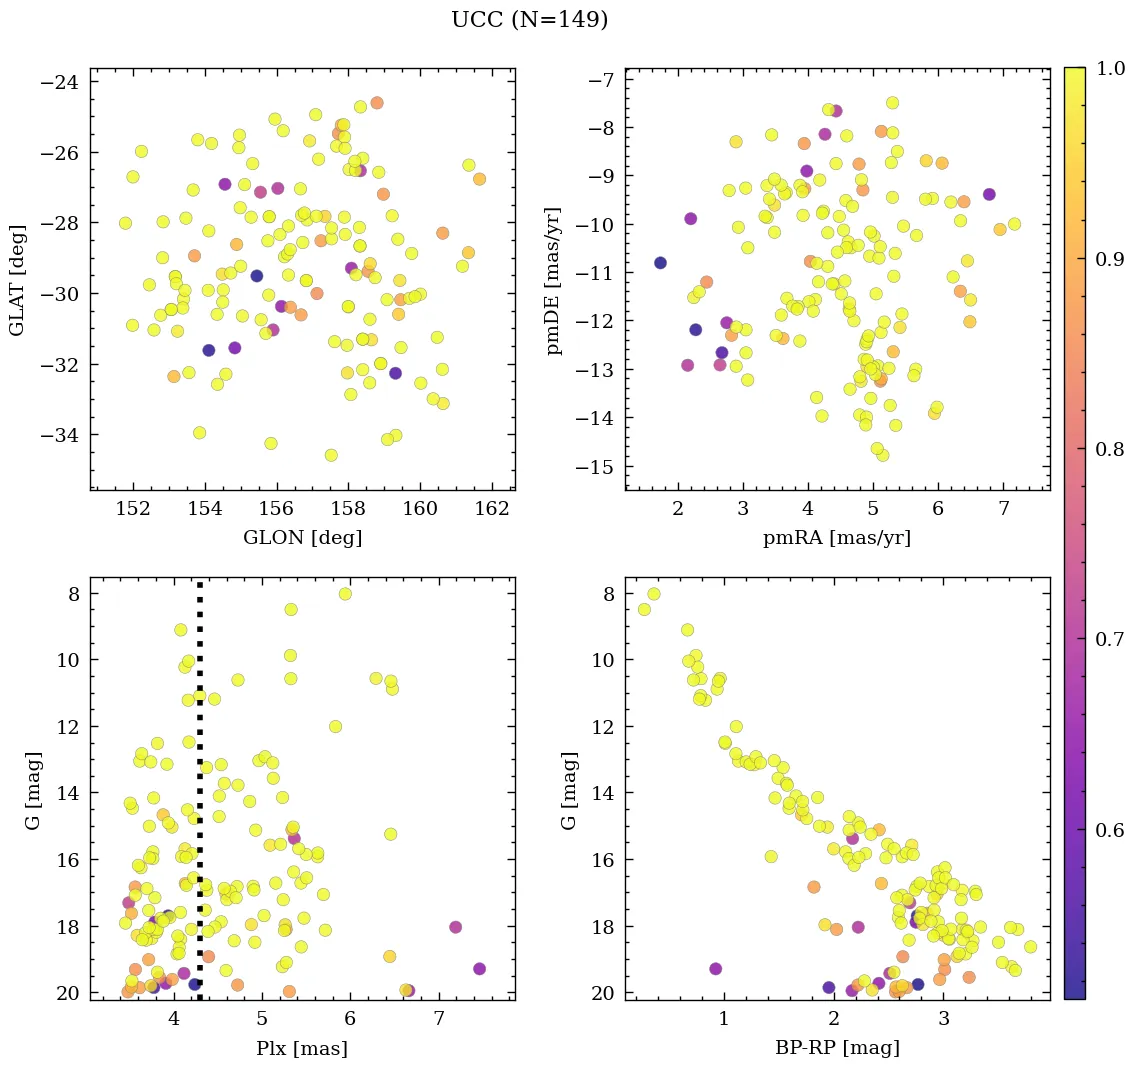 UCC (N=149)
−24
−26
−28
−30
−32
−34
GLAT [deg]
152 154 156 158 160 162
GLON [deg]
−7
−8
−9
−10
−11
−12
−13
−14
−15
pmDE [mas/yr]
2 3 4 5 6 7
pmRA [mas/yr]
8
10
12
14
16
18
20
G [mag]
4 5 6 7
Plx [mas]
8
10
12
14
16
18
20
G [mag]
1 2 3
BP-RP [mag]
1.0
0.9
0.8
0.7
0.6